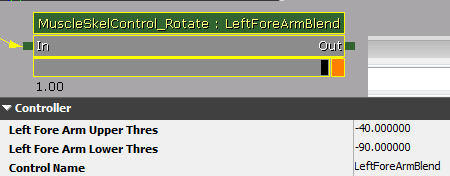 MuscleSkelControl_Rotate : LeftForeArmBlend
In Out
1.00
Controller
Left Fore Arm Upper Thres -40.000000
Left Fore Arm Lower Thres -90.000000
Control Name LeftForeArmBlend